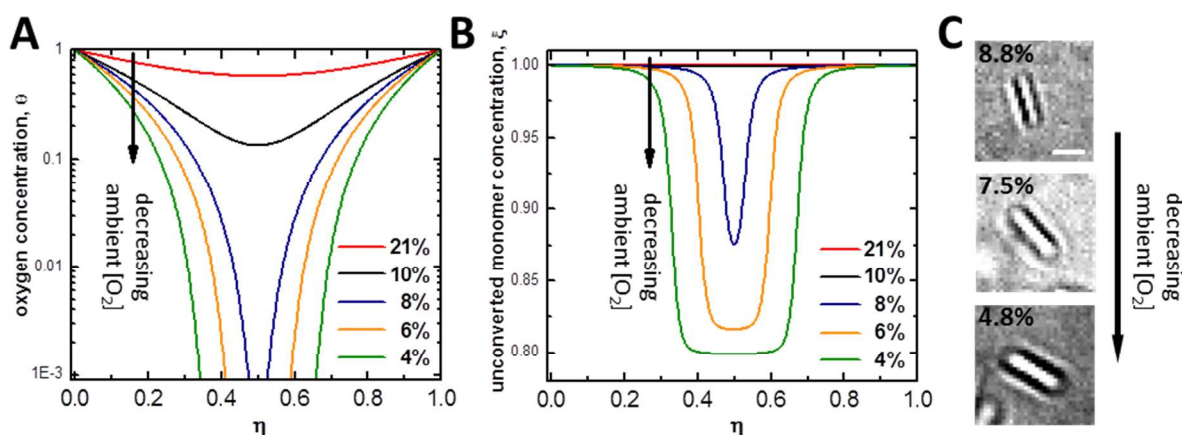 A
oxygen concentration, Θ
1
0.1
0.01
1E-3
0.0
0.2
0.4
0.6
0.8
1.0
η
decreasing
ambient [O₂]
21%
10%
8%
6%
4%
B
unconverted monomer concentration, ξ
1.00
0.95
0.90
0.85
0.80
0.0
0.2
0.4
0.6
0.8
1.0
η
decreasing
ambient [O₂]
21%
10%
8%
6%
4%
C
8.8%
7.5%
4.8%
decreasing
ambient [O₂]